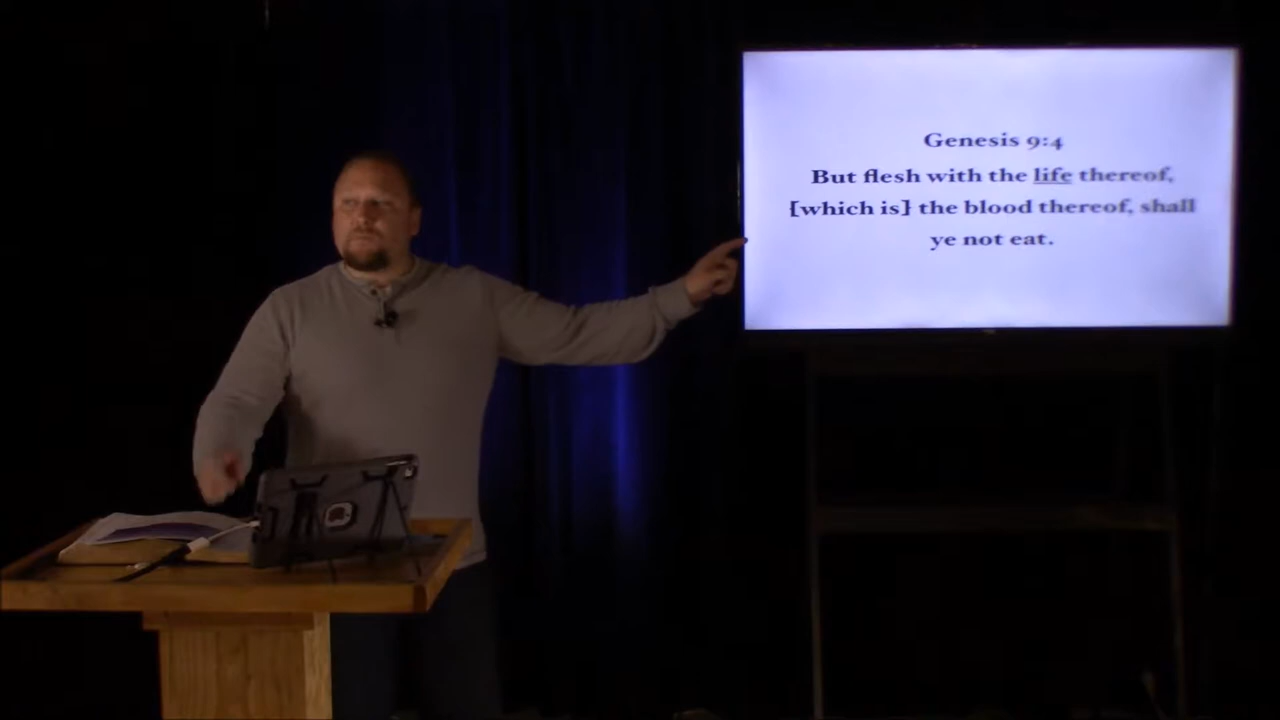 Genesis 9:4
But flesh with the life thereof,
[which is] the blood thereof, shall
ye not eat.